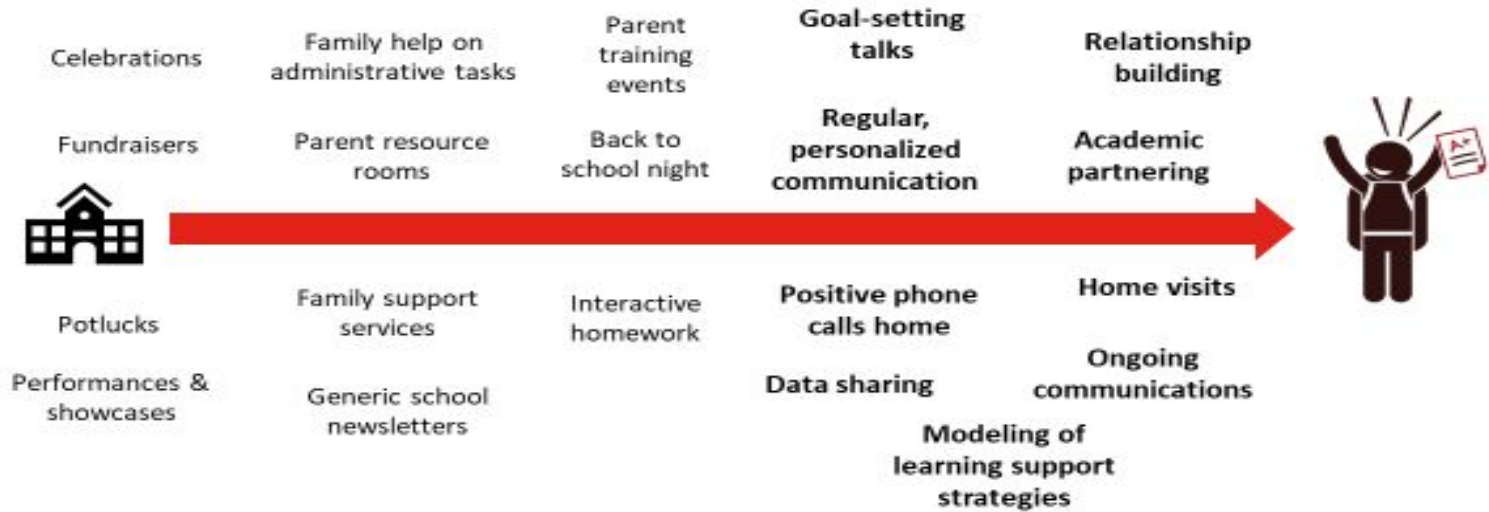 Celebrations
Family help on
administrative tasks
Parent
training
events
Goal-setting
talks
Relationship
building
Fundraisers
Parent resource
rooms
Back to
school night
Regular,
personalized
communication
Academic
partnering
A+
Potlucks
Family support
services
Interactive
homework
Positive phone
calls home
Home visits
Performances &
showcases
Generic school
newsletters
Data sharing
Ongoing
communications
Modeling of
learning support
strategies